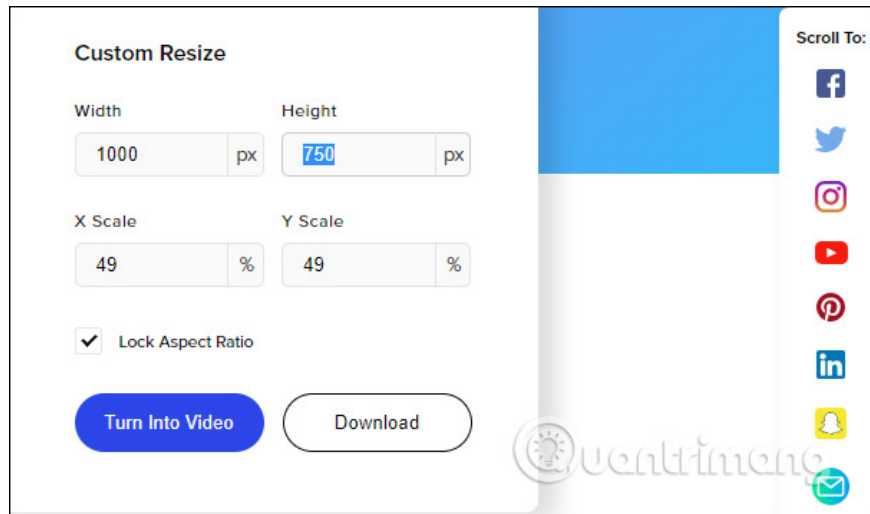 Custom Resize
Scroll To:
Width Height
1000 px 750 px
X Scale Y Scale
49 % 49 %
Lock Aspect Ratio
Turn Into Video Download
Quantrimang